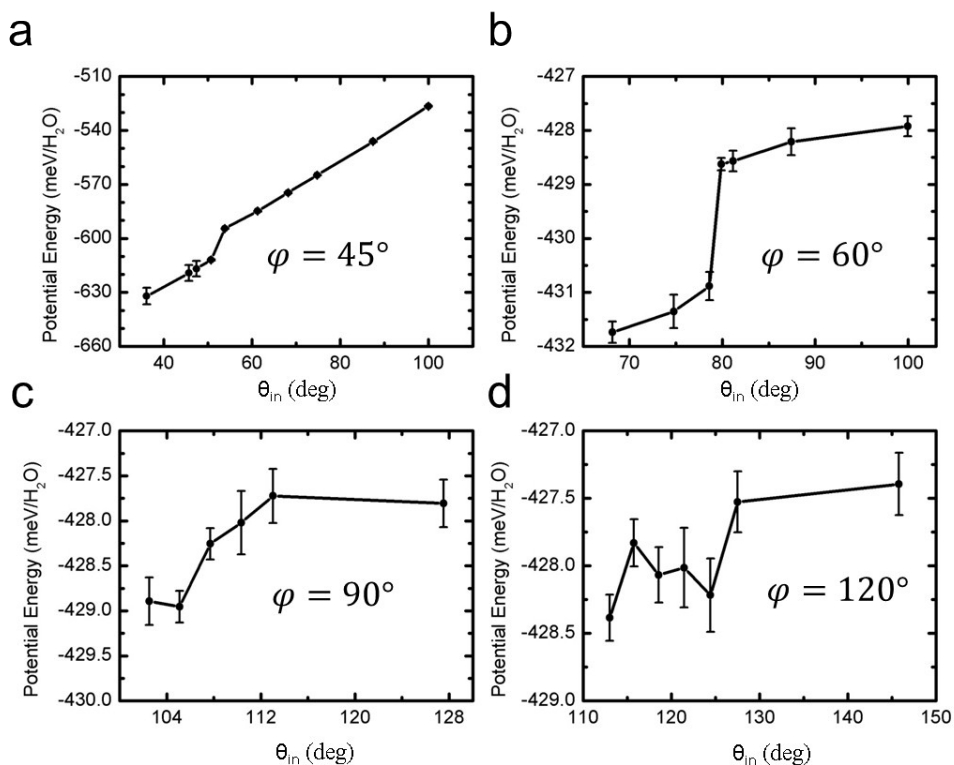 a
-510
-540
-570
-600
-630
-660
Potential Energy (meV/H₂O)
φ = 45°
40 60 80 100
θin (deg)
b
-427
-428
-429
-430
-431
-432
Potential Energy (meV/H₂O)
φ = 60°
70 80 90 100
θin (deg)
c
-427.0
-427.5
-428.0
-428.5
-429.0
-429.5
-430.0
Potential Energy (meV/H₂O)
φ = 90°
104 112 120 128
θin (deg)
d
-427.0
-427.5
-428.0
-428.5
-429.0
Potential Energy (meV/H₂O)
φ = 120°
110 120 130 140 150
θin (deg)